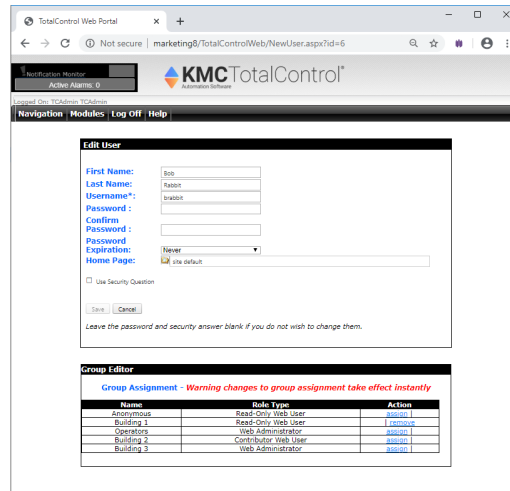 TotalControl Web Portal
Not secure | marketing8/TotalControlWeb/NewUser.aspx?id=6
Notification Monitor
Active Alarms: 0
KMCTotalControl
Automation Software
Logged On: TCAdmin TCAdmin
Navigation Modules Log Off Help
Edit User
First Name: Bob
Last Name: Rabbit
Username*: brabbit
Password :
Confirm
Password :
Password
Expiration: Never
Home Page: site default
Use Security Question
Save Cancel
Leave the password and security answer blank if you do not wish to change them.
Group Editor
Group Assignment - Warning changes to group assignment take effect instantly
Name Role Type Action
Anonymous Read-Only Web User assign |
Building 1 Read-Only Web User | remove
Operators Web Administrator assign |
Building 2 Contributor Web User assign |
Building 3 Web Administrator assign |